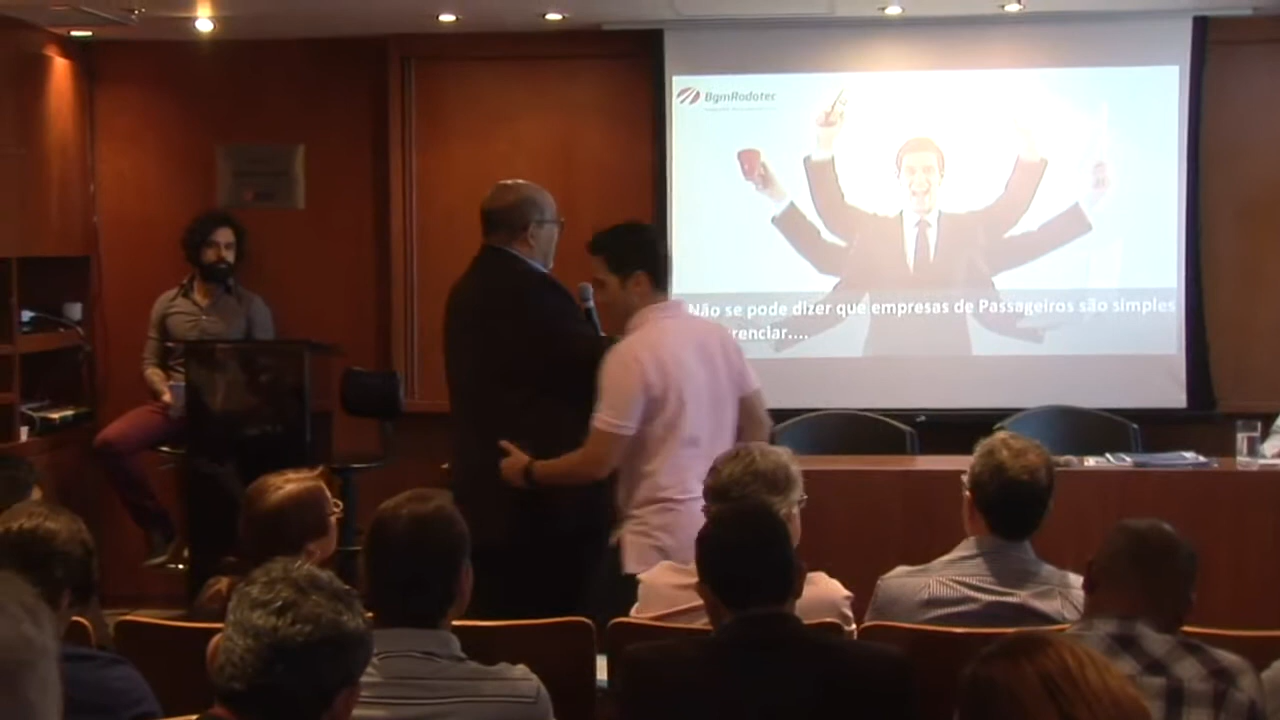 BgmRodotec
Não se pode dizer que empresas de Passageiros são simples
renciar....